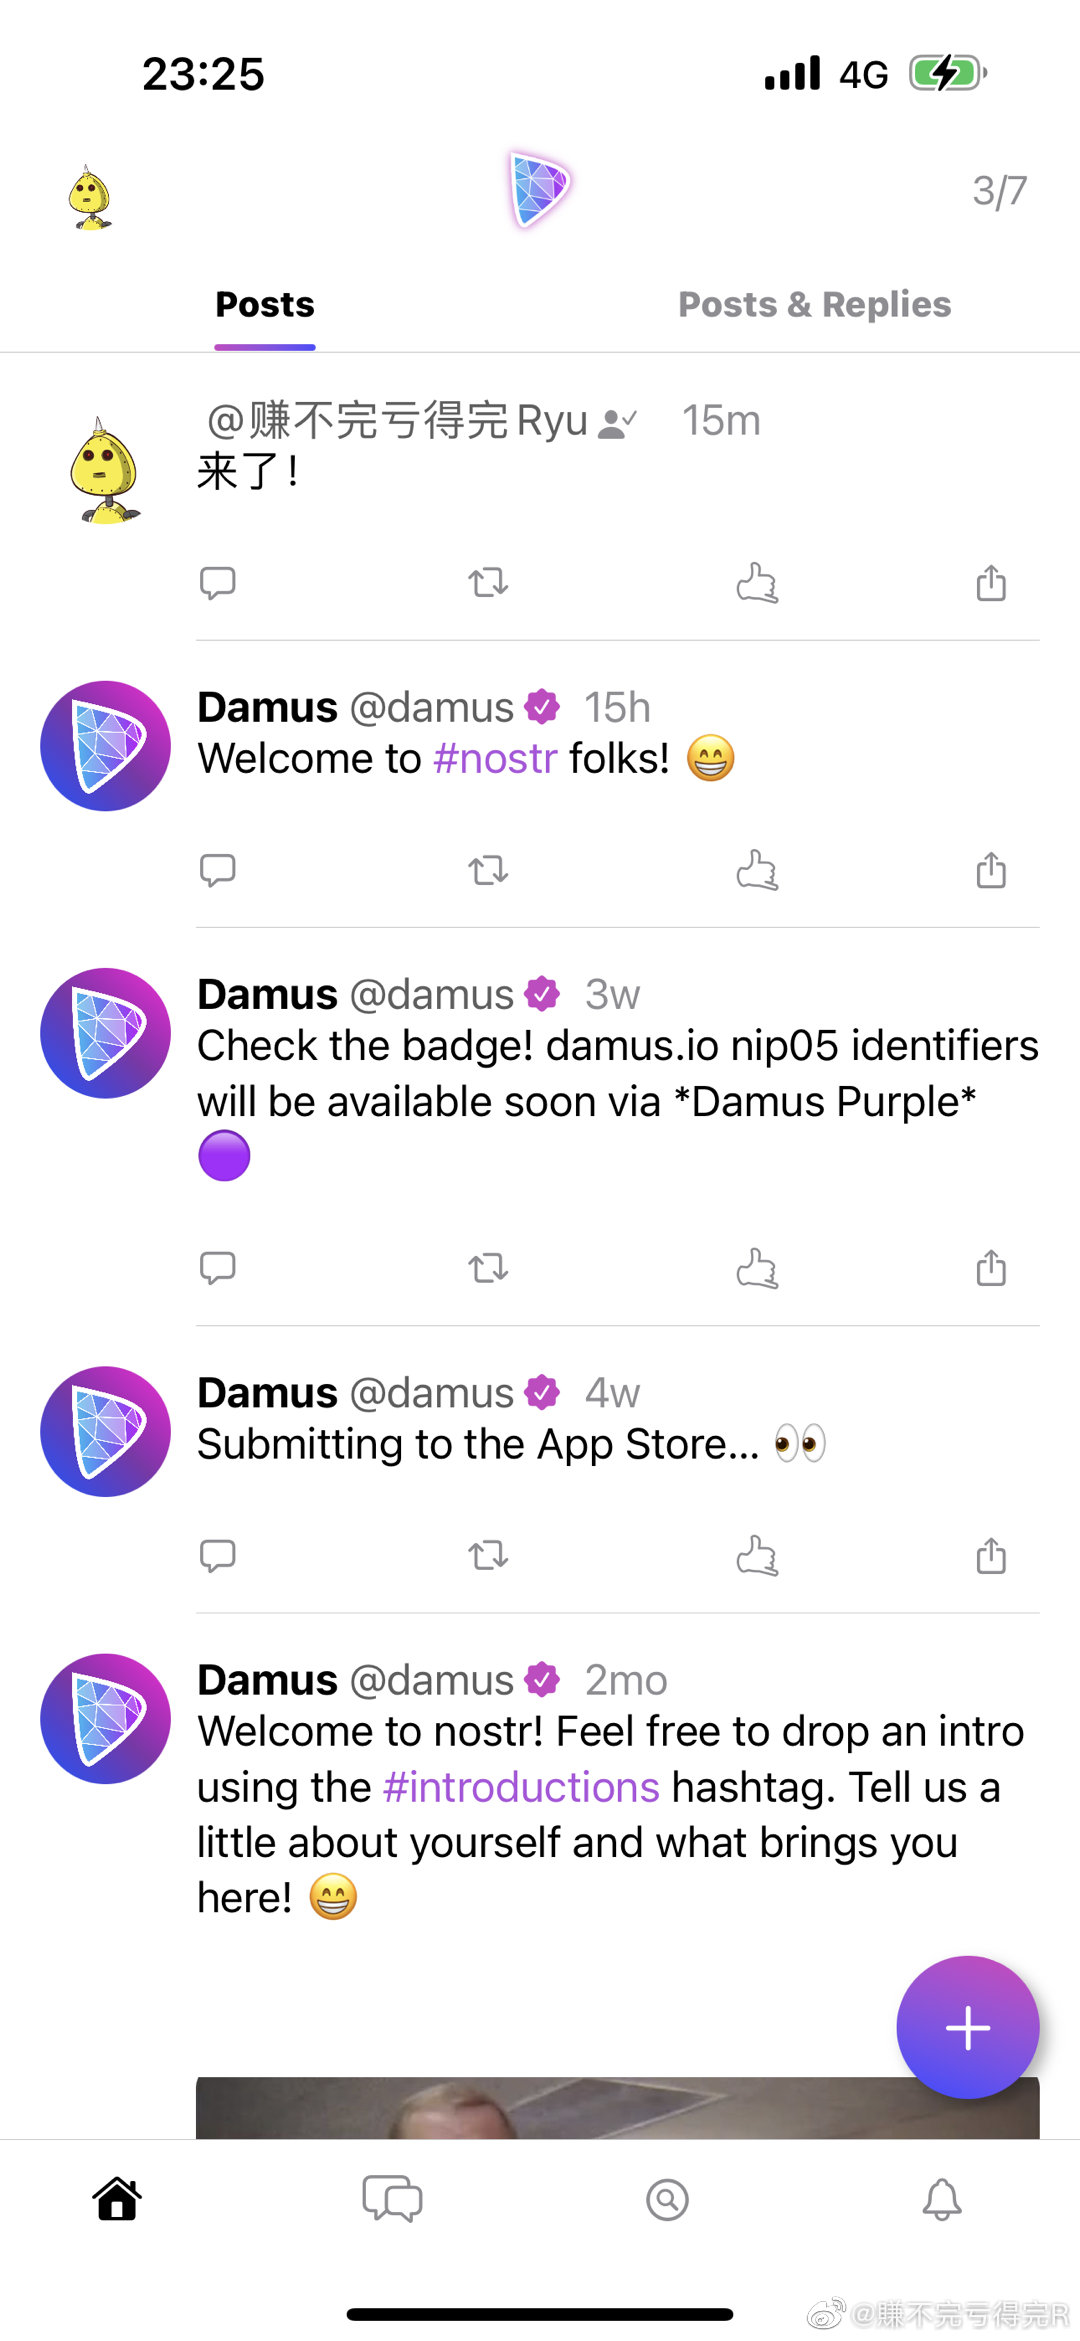 23:25
4G
3/7
Posts
Posts & Replies
@赚不完亏得完Ryu 15m
来了!
Damus @damus 15h
Welcome to #nostr folks! 😁
Damus @damus 3w
Check the badge! damus.io nip05 identifiers
will be available soon via *Damus Purple*
🟣
Damus @damus 4w
Submitting to the App Store... 👀
Damus @damus 2mo
Welcome to nostr! Feel free to drop an intro
using the #introductions hashtag. Tell us a
little about yourself and what brings you
here! 😁
@赚不完亏得完R